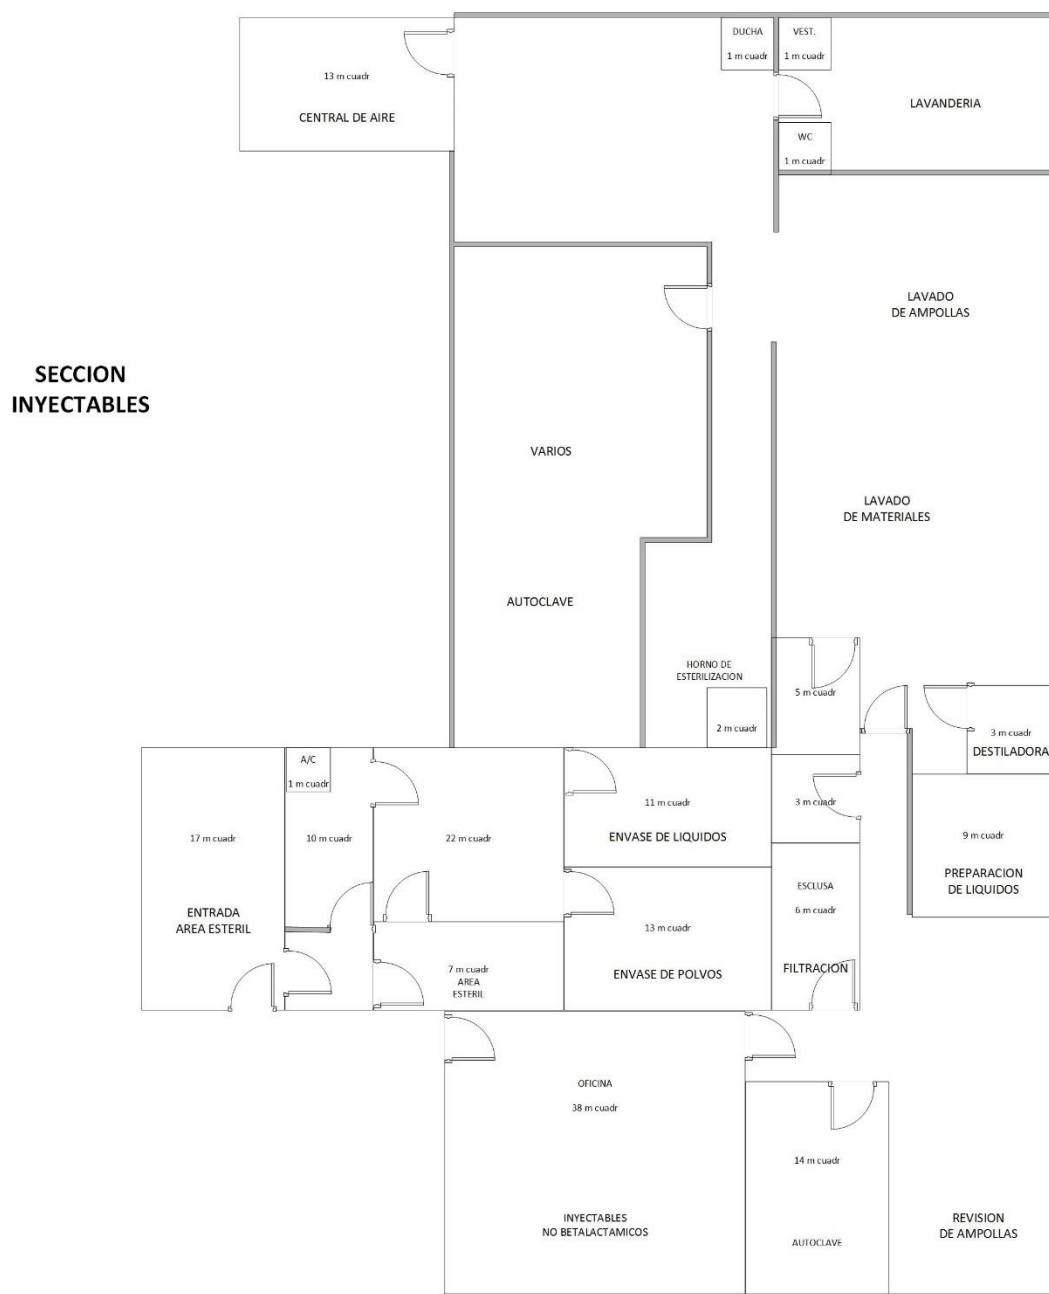 DUCHA
1 m cuadr
VEST.
1 m cuadr
13 m cuadr
CENTRAL DE AIRE
LAVANDERIA
WC
1 m cuadr
LAVADO
DE AMPOLLAS
SECCION
INYECTABLES
VARIOS
LAVADO
DE MATERIALES
AUTOCLAVE
HORNO DE
ESTERILIZACION
2 m cuadr
5 m cuadr
3 m cuadr
DESTILADORA
A/C
1 m cuadr
17 m cuadr
10 m cuadr
22 m cuadr
11 m cuadr
ENVASE DE LIQUIDOS
3 m cuadr
9 m cuadr
PREPARACION
DE LIQUIDOS
ENTRADA
AREA ESTERIL
ESCLUSA
6 m cuadr
13 m cuadr
ENVASE DE POLVOS
FILTRACION
7 m cuadr
AREA
ESTERIL
OFICINA
38 m cuadr
14 m cuadr
INYECTABLES
NO BETALACTAMICOS
AUTOCLAVE
REVISION
DE AMPOLLAS